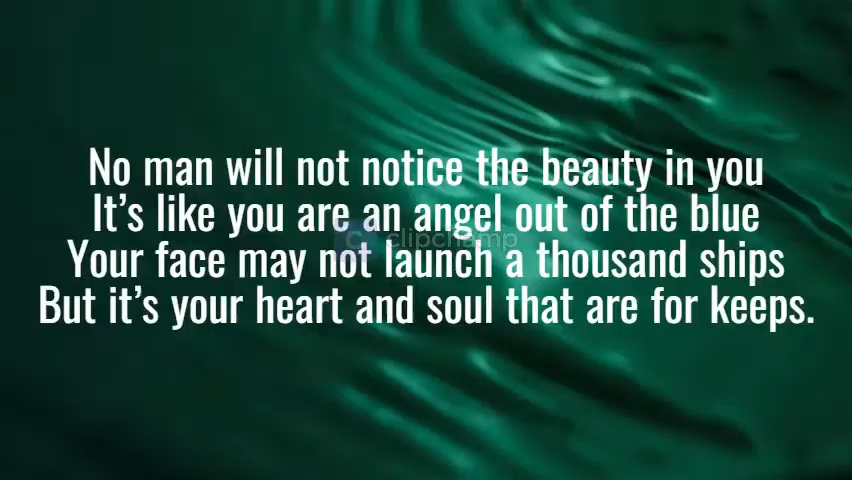 No man will not notice the beauty in you
It’s like you are an angel out of the blue
clipchamp
Your face may not launch a thousand ships
But it’s your heart and soul that are for keeps.